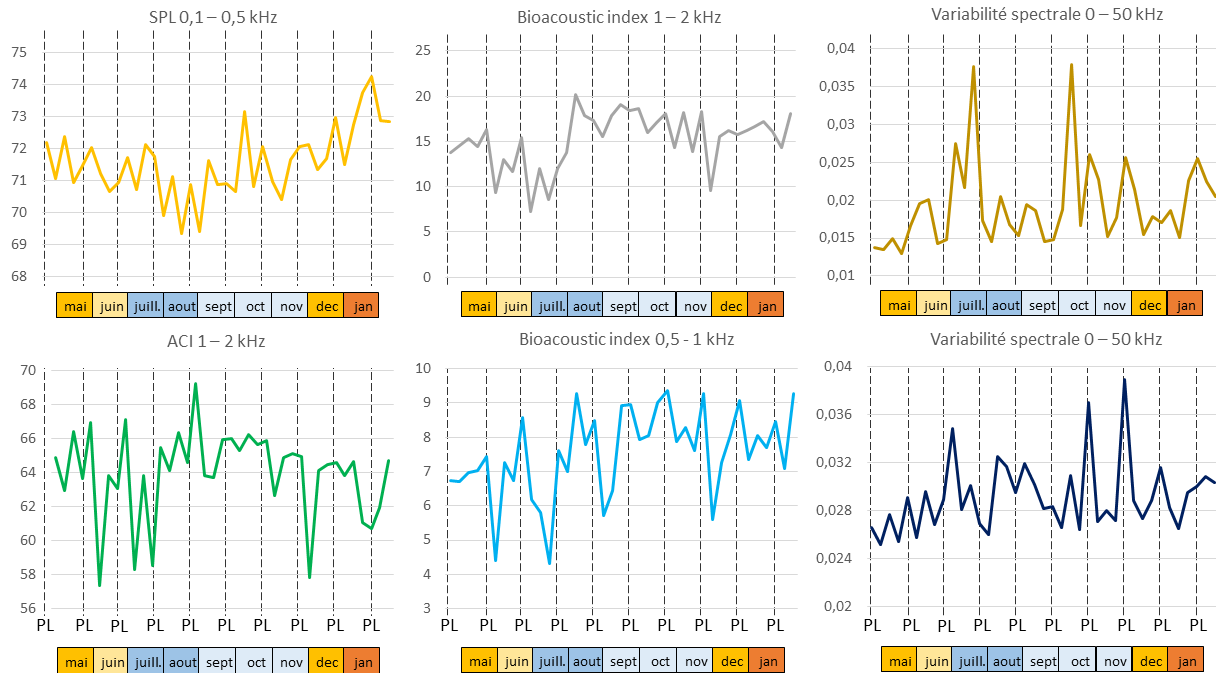 SPL 0,1 – 0,5 kHz
75
74
73
72
71
70
69
68
mai juin juill. aout sept oct nov dec jan
Bioacoustic index 1 – 2 kHz
25
20
15
10
5
0
mai juin juill. aout sept oct nov dec jan
Variabilité spectrale 0 – 50 kHz
0,04
0,035
0,03
0,025
0,02
0,015
0,01
mai juin juill. aout sept oct nov dec jan
ACI 1 – 2 kHz
70
68
66
64
62
60
58
56
PL PL PL PL PL PL PL PL PL PL
mai juin juill. aout sept oct nov dec jan
Bioacoustic index 0,5 - 1 kHz
10
9
8
7
6
5
4
3
PL PL PL PL PL PL PL PL PL PL
mai juin juill. aout sept oct nov dec jan
Variabilité spectrale 0 – 50 kHz
0,04
0,036
0,032
0,028
0,024
0,02
PL PL PL PL PL PL PL PL PL PL
mai juin juill. aout sept oct nov dec jan